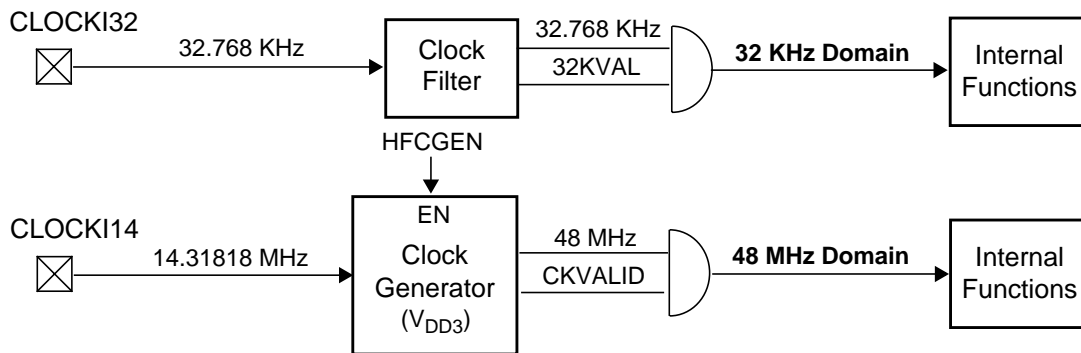 CLOCKI32
32.768 KHz
Clock
Filter
32.768 KHz
32KVAL
32 KHz Domain
Internal
Functions
HFCGEN
CLOCKI14
14.31818 MHz
EN
Clock
Generator
(VDD3)
48 MHz
CKVALID
48 MHz Domain
Internal
Functions